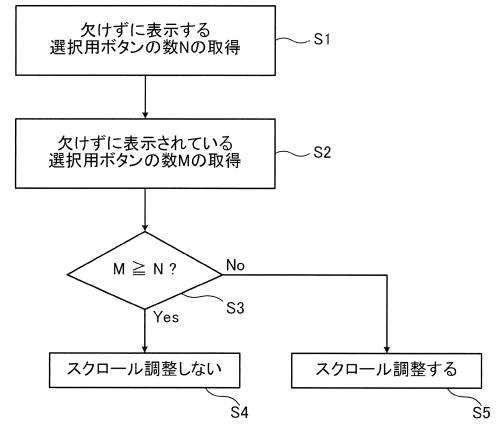 欠けずに表示する
選択用ボタンの数Nの取得
S1
欠けずに表示されている
選択用ボタンの数Mの取得
S2
M ≧ N ?
No
S3
Yes
スクロール調整しない
スクロール調整する
S4
S5